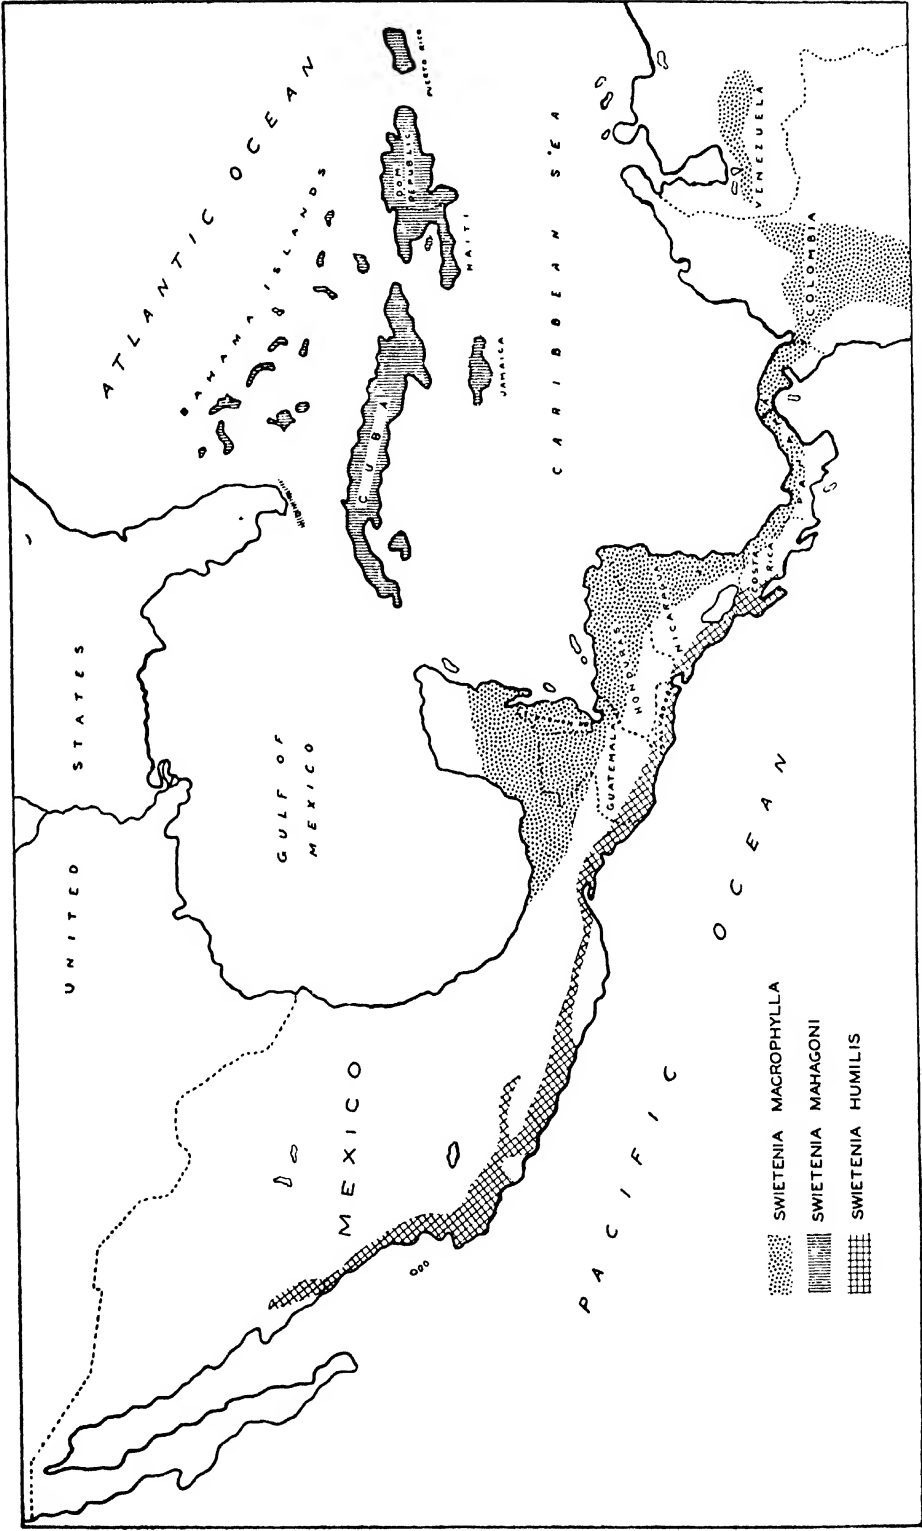 UNITED STATES
ATLANTIC OCEAN
BAHAMA ISLANDS
GULF OF
MEXICO
CUBA
DOM.
REPUBLIC
HAITI
PUERTO RICO
JAMAICA
CARIBBEAN SEA
MEXICO
GUATEMALA
HONDURAS
NICARAGUA
COSTA
RICA
PANAMA
COLOMBIA
VENEZUELA
PACIFIC OCEAN
SWIETENIA MACROPHYLLA
SWIETENIA MAHAGONI
SWIETENIA HUMILIS